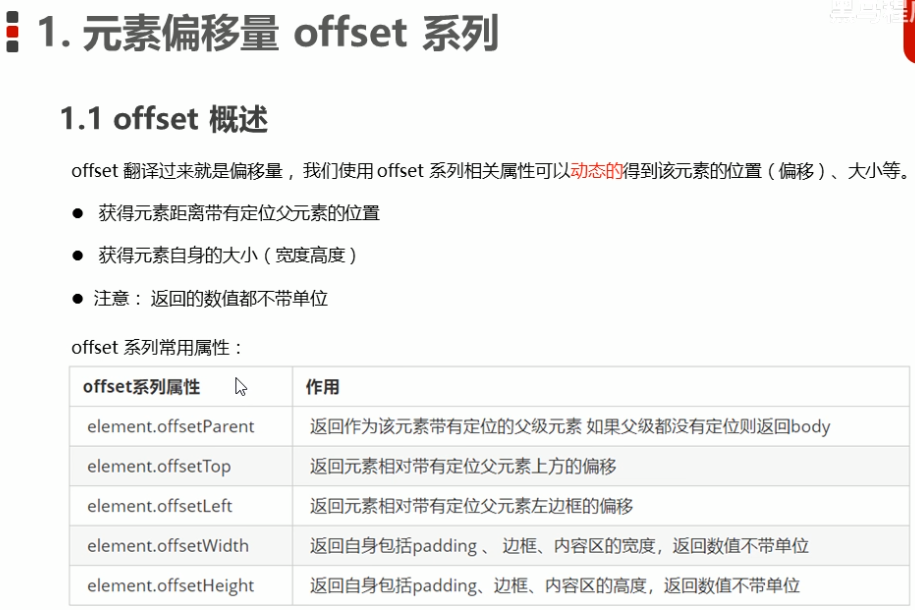 1. 元素偏移量 offset 系列
1.1 offset 概述
offset 翻译过来就是偏移量， 我们使用 offset 系列相关属性可以动态的得到该元素的位置（偏移）、大小等。
● 获得元素距离带有定位父元素的位置
● 获得元素自身的大小（宽度高度）
● 注意： 返回的数值都不带单位
offset 系列常用属性：
offset系列属性 作用
element.offsetParent 返回作为该元素带有定位的父级元素 如果父级都没有定位则返回body
element.offsetTop 返回元素相对带有定位父元素上方的偏移
element.offsetLeft 返回元素相对带有定位父元素左边框的偏移
element.offsetWidth 返回自身包括padding 、 边框、内容区的宽度，返回数值不带单位
element.offsetHeight 返回自身包括padding、边框、内容区的高度，返回数值不带单位